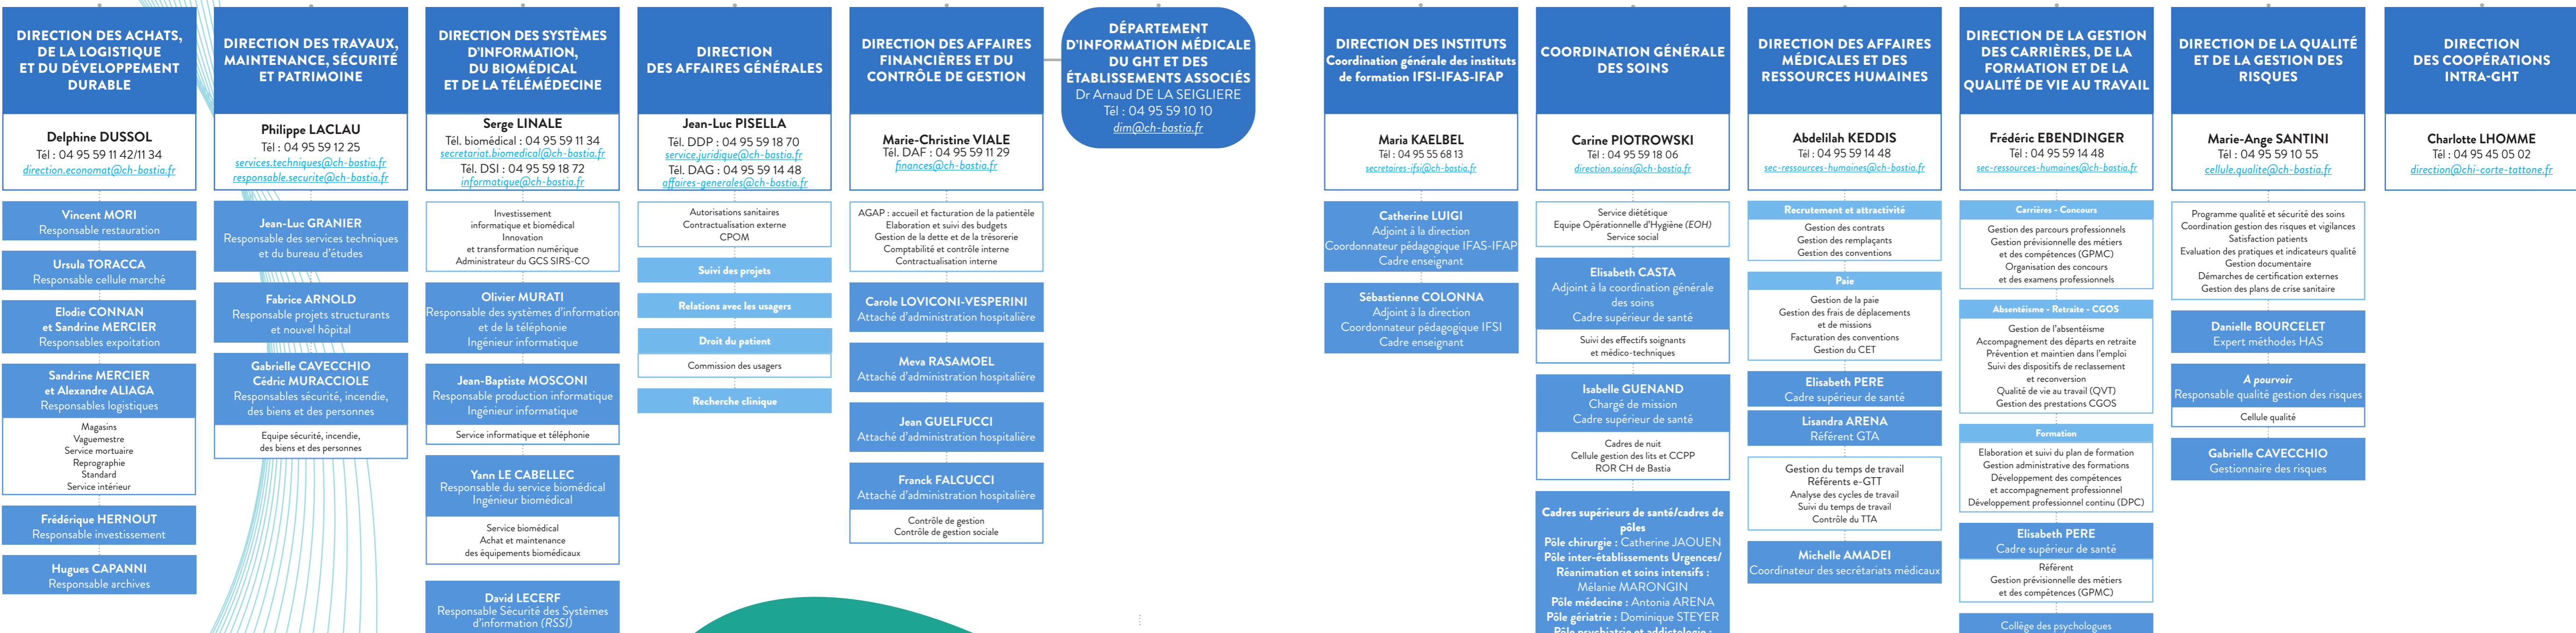 DIRECTION DES ACHATS,
DE LA LOGISTIQUE
ET DU DÉVELOPPEMENT
DURABLE
Delphine DUSSOL
Tél : 04 95 59 11 42/11 34
direction.economat@ch-bastia.fr
Vincent MORI
Responsable restauration
Ursula TORACCA
Responsable cellule marché
Elodie CONNAN
et Sandrine MERCIER
Responsables expoitation
Sandrine MERCIER
et Alexandre ALIAGA
Responsables logistiques
Magasins
Vaguemestre
Service mortuaire
Reprographie
Standard
Service intérieur
Frédérique HERNOUT
Responsable investissement
Hugues CAPANNI
Responsable archives
DIRECTION DES TRAVAUX,
MAINTENANCE, SÉCURITÉ
ET PATRIMOINE
Philippe LACLAU
Tél : 04 95 59 12 25
services.techniques@ch-bastia.fr
responsable.securite@ch-bastia.fr
Jean-Luc GRANIER
Responsable des services techniques
et du bureau d'études
Fabrice ARNOLD
Responsable projets structurants
et nouvel hôpital
Gabrielle CAVECCHIO
Cédric MURACCIOLE
Responsables sécurité, incendie,
des biens et des personnes
Equipe sécurité, incendie,
des biens et des personnes
DIRECTION DES SYSTÈMES
D'INFORMATION,
DU BIOMÉDICAL
ET DE LA TÉLÉMÉDECINE
Serge LINALE
Tél. biomédical : 04 95 59 11 34
secretariat.biomedical@ch-bastia.fr
Tél. DSI : 04 95 59 18 72
informatique@ch-bastia.fr
Investissement
informatique et biomédical
Innovation
et transformation numérique
Administrateur du GCS SIRS-CO
Olivier MURATI
Responsable des systèmes d'information
et de la téléphonie
Ingénieur informatique
Jean-Baptiste MOSCONI
Responsable production informatique
Ingénieur informatique
Service informatique et téléphonie
Yann LE CABELLEC
Responsable du service biomédical
Ingénieur biomédical
Service biomédical
Achat et maintenance
des équipements biomédicaux
David LECERF
Responsable Sécurité des Systèmes
d'information (RSSI)
DIRECTION
DES AFFAIRES GÉNÉRALES
Jean-Luc PISELLA
Tél. DDP : 04 95 59 18 70
service.juridique@ch-bastia.fr
Tél. DAG : 04 95 59 14 48
affaires-generales@ch-bastia.fr
Autorisations sanitaires
Contractualisation externe
CPOM
Suivi des projets
Relations avec les usagers
Droit du patient
Commission des usagers
Recherche clinique
DIRECTION DES AFFAIRES
FINANCIÈRES ET DU
CONTRÔLE DE GESTION
Marie-Christine VIALE
Tél. DAF : 04 95 59 11 29
finances@ch-bastia.fr
AGAP : accueil et facturation de la patientèle
Elaboration et suivi des budgets
Gestion de la dette et de la trésorerie
Comptabilité et contrôle interne
Contractualisation interne
Carole LOVICONI-VESPERINI
Attaché d'administration hospitalière
Meva RASAMOEL
Attaché d'administration hospitalière
Jean GUELFUCCI
Attaché d'administration hospitalière
Franck FALCUCCI
Attaché d'administration hospitalière
Contrôle de gestion
Contrôle de gestion sociale
DÉPARTEMENT
D'INFORMATION MÉDICALE
DU GHT ET DES
ÉTABLISSEMENTS ASSOCIÉS
Dr Arnaud DE LA SEIGLIERE
Tél : 04 95 59 10 10
dim@ch-bastia.fr
DIRECTION DES INSTITUTS
Coordination générale des instituts
de formation IFSI-IFAS-IFAP
Maria KAELBEL
Tél : 04 95 55 68 13
secretaires-ifsi@ch-bastia.fr
Catherine LUIGI
Adjoint à la direction
Coordonnateur pédagogique IFAS-IFAP
Cadre enseignant
Sébastienne COLONNA
Adjoint à la direction
Coordonnateur pédagogique IFSI
Cadre enseignant
COORDINATION GÉNÉRALE
DES SOINS
Carine PIOTROWSKI
Tél : 04 95 59 18 06
direction.soins@ch-bastia.fr
Service diététique
Equipe Opérationnelle d'Hygiène (EOH)
Service social
Elisabeth CASTA
Adjoint à la coordination générale
des soins
Cadre supérieur de santé
Suivi des effectifs soignants
et médico-techniques
Isabelle GUENAND
Chargé de mission
Cadre supérieur de santé
Cadres de nuit
Cellule gestion des lits et CCPP
ROR CH de Bastia
Cadres supérieurs de santé/cadres de
pôles
Pôle chirurgie : Catherine JAOUEN
Pôle inter-établissements Urgences/
Réanimation et soins intensifs :
Mélanie MARONGIN
Pôle médecine : Antonia ARENA
Pôle gériatrie : Dominique STEYER
Pôle psychiatrie et addictologie :
DIRECTION DES AFFAIRES
MÉDICALES ET DES
RESSOURCES HUMAINES
Abdelilah KEDDIS
Tél : 04 95 59 14 48
sec-ressources-humaines@ch-bastia.fr
Recrutement et attractivité
Gestion des contrats
Gestion des remplaçants
Gestion des conventions
Paie
Gestion de la paie
Gestion des frais de déplacements
et de missions
Facturation des conventions
Gestion du CET
Elisabeth PERE
Cadre supérieur de santé
Lisandra ARENA
Référent GTA
Gestion du temps de travail
Référents e-GTT
Analyse des cycles de travail
Suivi du temps de travail
Contrôle du TTA
Michelle AMADEI
Coordinateur des secrétariats médicaux
DIRECTION DE LA GESTION
DES CARRIÈRES, DE LA
FORMATION ET DE LA
QUALITÉ DE VIE AU TRAVAIL
Frédéric EBENDINGER
Tél : 04 95 59 14 48
sec-ressources-humaines@ch-bastia.fr
Carrières - Concours
Gestion des parcours professionnels
Gestion prévisionnelle des métiers
et des compétences (GPMC)
Organisation des concours
et des examens professionnels
Absentéisme - Retraite - CGOS
Gestion de l'absentéisme
Accompagnement des départs en retraite
Prévention et maintien dans l'emploi
Suivi des dispositifs de reclassement
et reconversion
Qualité de vie au travail (QVT)
Gestion des prestations CGOS
Formation
Elaboration et suivi du plan de formation
Gestion administrative des formations
Développement des compétences
et accompagnement professionnel
Développement professionnel continu (DPC)
Elisabeth PERE
Cadre supérieur de santé
Référent
Gestion prévisionnelle des métiers
et des compétences (GPMC)
Collège des psychologues
DIRECTION DE LA QUALITÉ
ET DE LA GESTION DES
RISQUES
Marie-Ange SANTINI
Tél : 04 95 59 10 55
cellule.qualite@ch-bastia.fr
Programme qualité et sécurité des soins
Coordination gestion des risques et vigilances
Satisfaction patients
Evaluation des pratiques et indicateurs qualité
Gestion documentaire
Démarches de certification externes
Gestion des plans de crise sanitaire
Danielle BOURCELET
Expert méthodes HAS
A pourvoir
Responsable qualité gestion des risques
Cellule qualité
Gabrielle CAVECCHIO
Gestionnaire des risques
DIRECTION
DES COOPÉRATIONS
INTRA-GHT
Charlotte LHOMME
Tél : 04 95 45 05 02
direction@chi-corte-tattone.fr